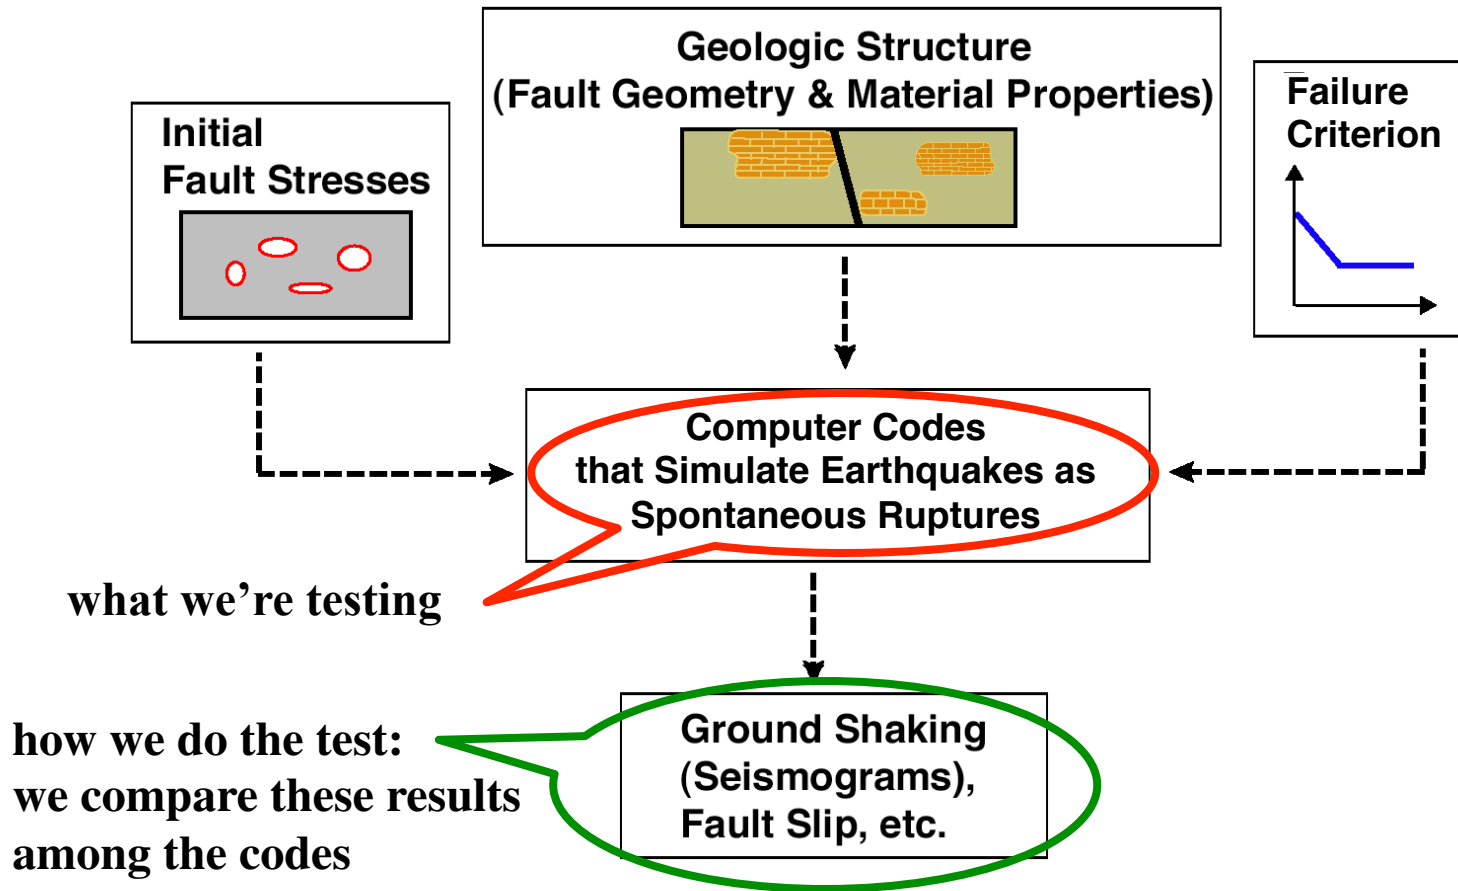 Geologic Structure
(Fault Geometry & Material Properties)
Initial
Fault Stresses
Failure
Criterion
Computer Codes
that Simulate Earthquakes as
Spontaneous Ruptures
what we’re testing
how we do the test:
we compare these results
among the codes
Ground Shaking
(Seismograms),
Fault Slip, etc.